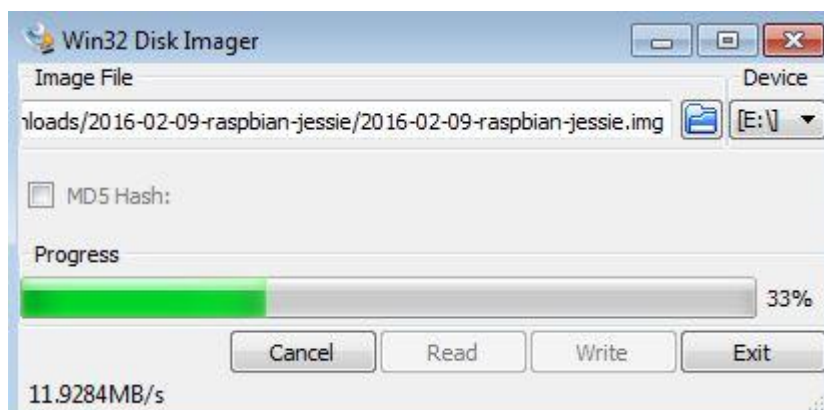 Win32 Disk Imager
Image File
Device
nloads/2016-02-09-raspbian-jessie/2016-02-09-raspbian-jessie.img
[E:\]
MD5 Hash:
Progress
33%
Cancel
Read
Write
Exit
11.9284MB/s